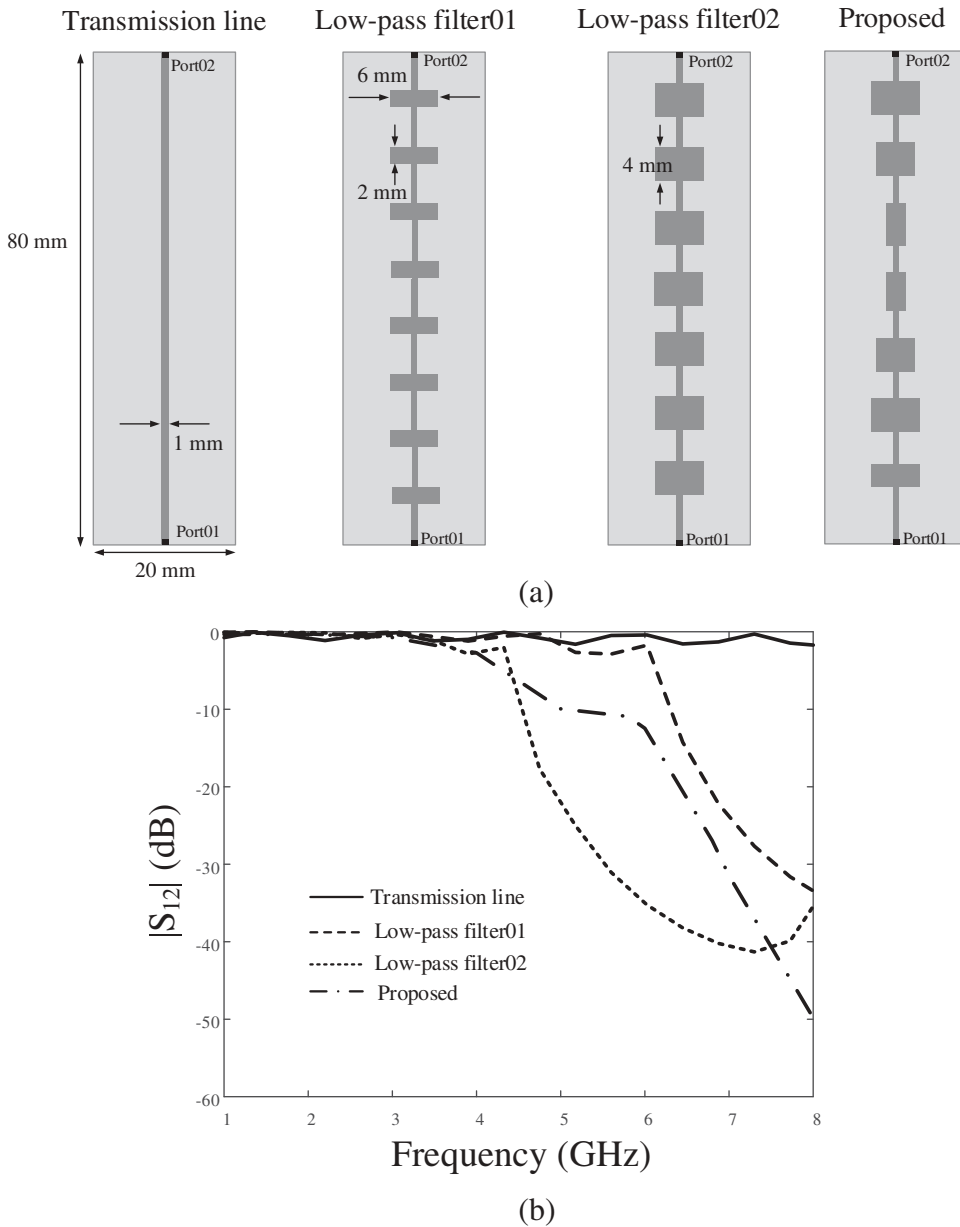 Transmission line
Low-pass filter01
Low-pass filter02
Proposed
Port02
Port02
Port02
Port02
6 mm
2 mm
4 mm
80 mm
1 mm
Port01
Port01
Port01
Port01
20 mm
(a)
0
-10
-20
-30
-40
-50
-60
|S12| (dB)
Transmission line
Low-pass filter01
Low-pass filter02
Proposed
1 2 3 4 5 6 7 8
Frequency (GHz)
(b)